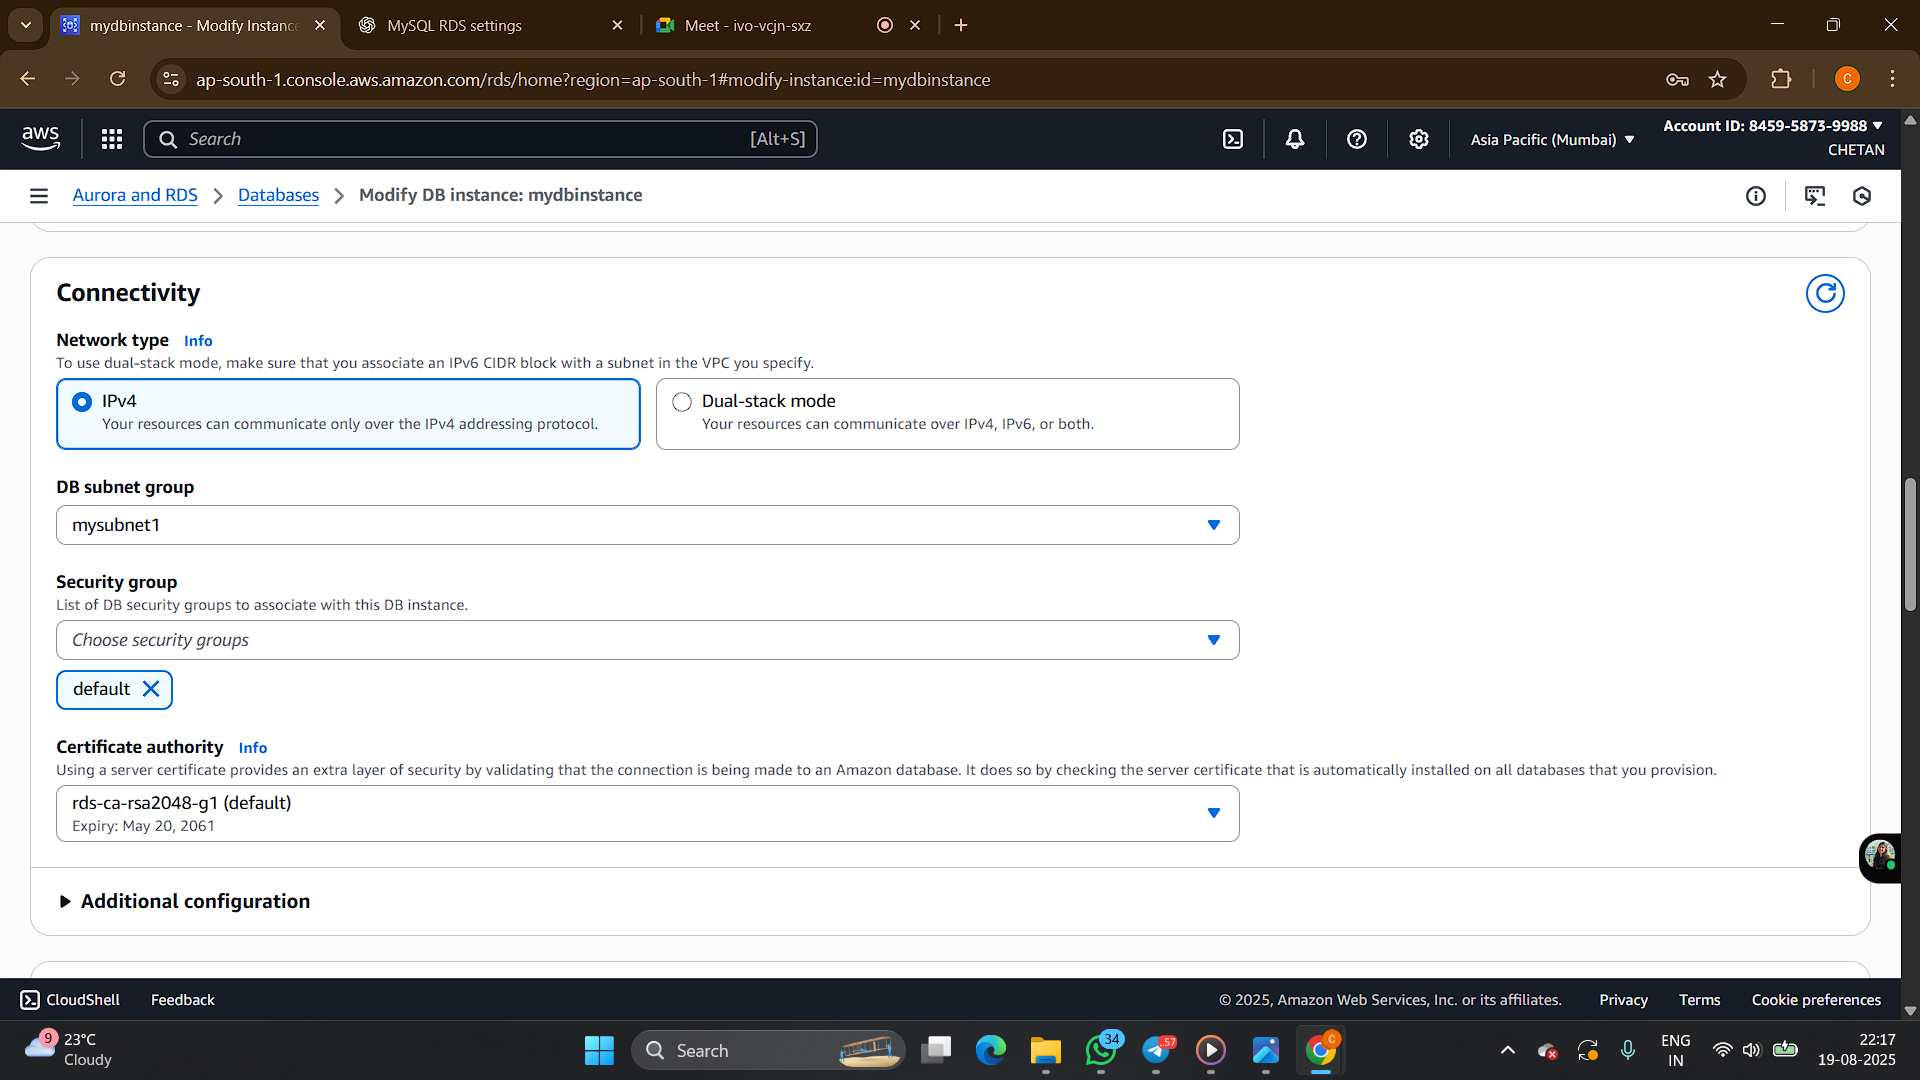 mydbinstance - Modify Instance
MySQL RDS settings
Meet - ivo-vcjn-sxz
ap-south-1.console.aws.amazon.com/rds/home?region=ap-south-1#modify-instance:id=mydbinstance
C
aws
Search
[Alt+S]
Asia Pacific (Mumbai)
Account ID: 8459-5873-9988
CHETAN
Aurora and RDS
Databases
Modify DB instance: mydbinstance
Connectivity
Network type Info
To use dual-stack mode, make sure that you associate an IPv6 CIDR block with a subnet in the VPC you specify.
IPv4
Your resources can communicate only over the IPv4 addressing protocol.
Dual-stack mode
Your resources can communicate over IPv4, IPv6, or both.
DB subnet group
mysubnet1
Security group
List of DB security groups to associate with this DB instance.
Choose security groups
default
Certificate authority Info
Using a server certificate provides an extra layer of security by validating that the connection is being made to an Amazon database. It does so by checking the server certificate that is automatically installed on all databases that you provision.
rds-ca-rsa2048-g1 (default)
Expiry: May 20, 2061
Additional configuration
CloudShell
Feedback
© 2025, Amazon Web Services, Inc. or its affiliates.
Privacy
Terms
Cookie preferences
9
23°C
Cloudy
Search
34
57
C
ENG
IN
22:17
19-08-2025